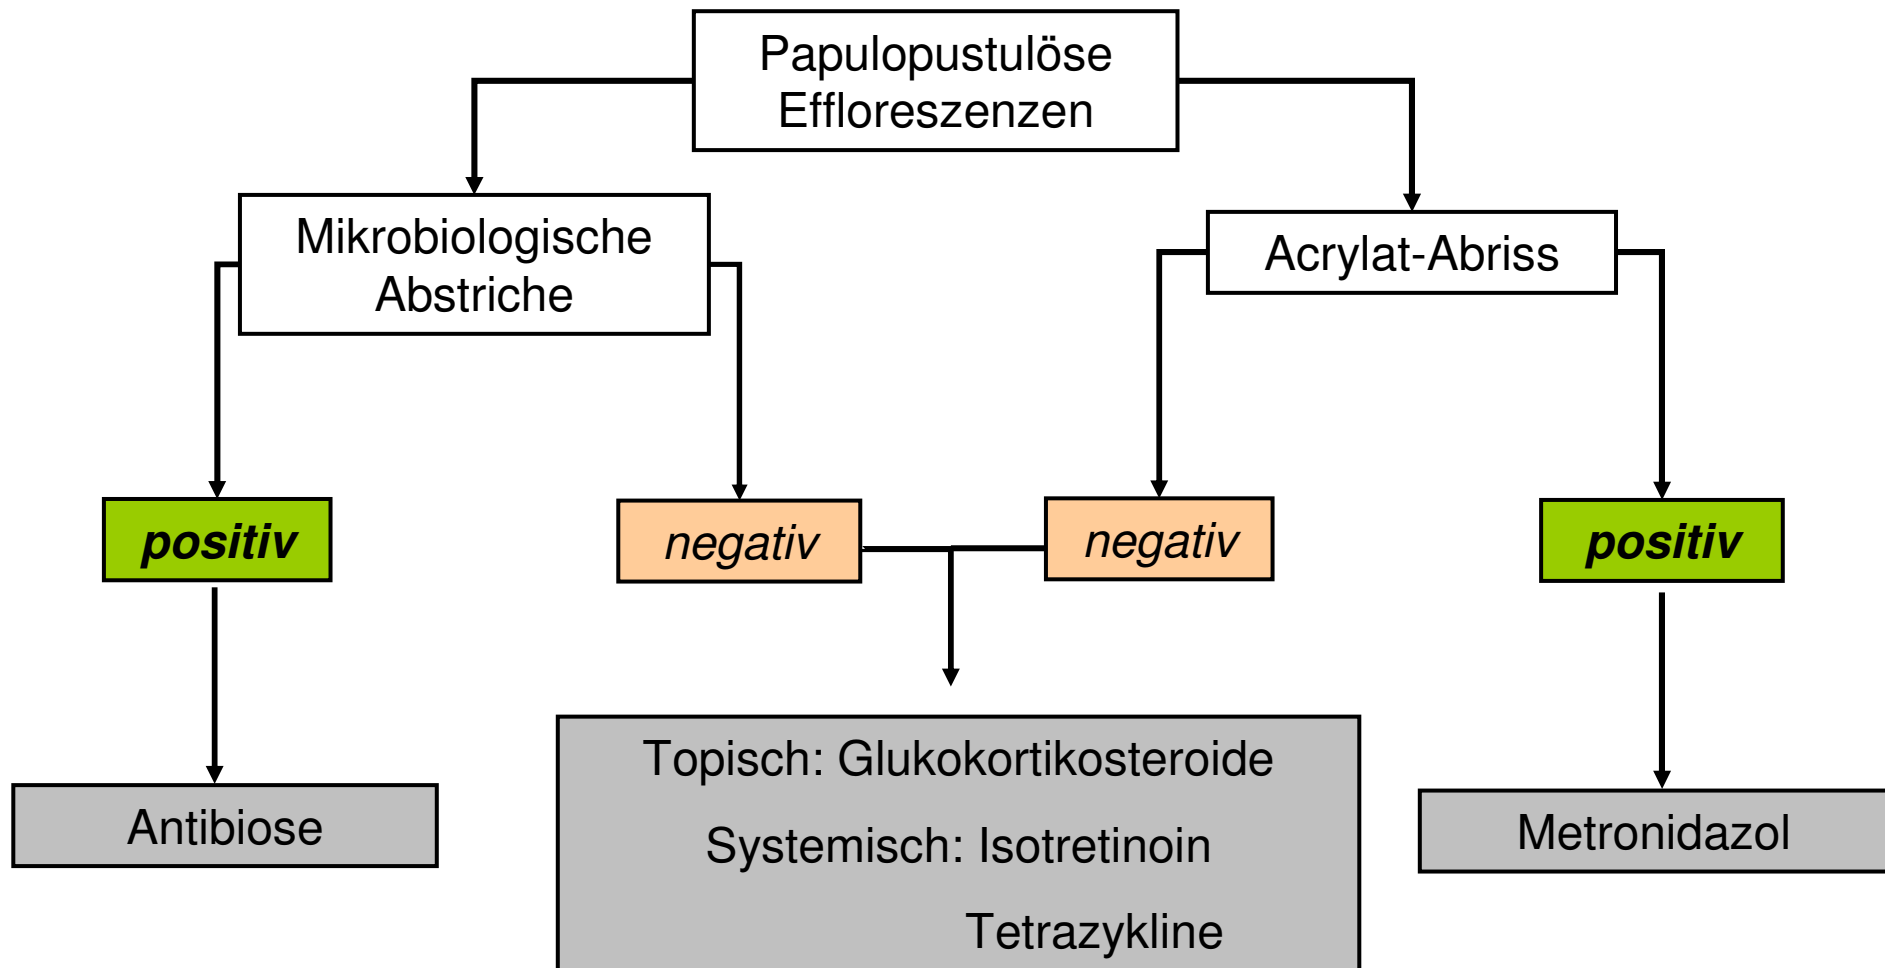 Papulopustulöse
Effloreszenzen
Mikrobiologische
Abstriche
Acrylat-Abriss
positiv
negativ
negativ
positiv
Antibiose
Topisch: Glukokortikosteroide
Systemisch: Isotretinoin
Tetrazykline
Metronidazol